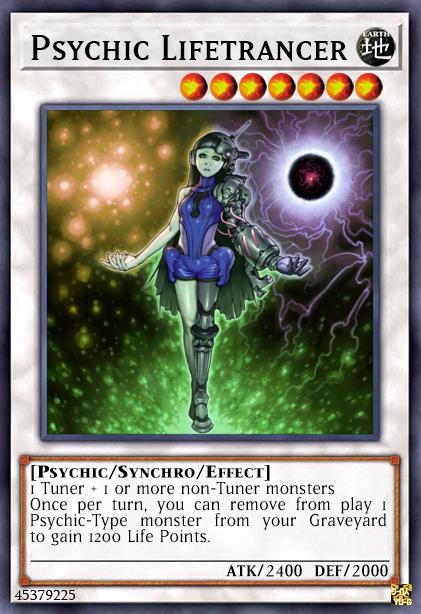 PSYCHIC LIFETRANCER
EARTH
地
[PSYCHIC/SYNCHRO/EFFECT]
1 Tuner + 1 or more non-Tuner monsters
Once per turn, you can remove from play 1
Psychic-Type monster from your Graveyard
to gain 1200 Life Points.
ATK/2400 DEF/2000
45379225